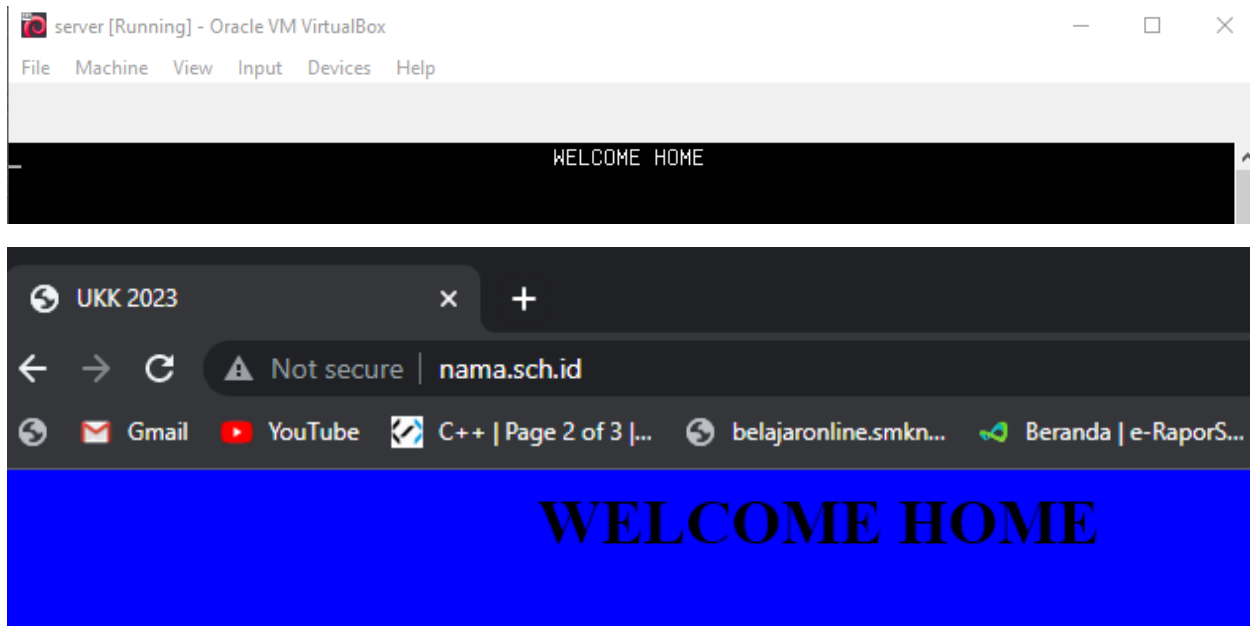 server [Running] - Oracle VM VirtualBox
File Machine View Input Devices Help
WELCOME HOME
UKK 2023
Not secure | nama.sch.id
Gmail YouTube C++ | Page 2 of 3 |... belajaronline.smkn... Beranda | e-RaporS...
WELCOME HOME